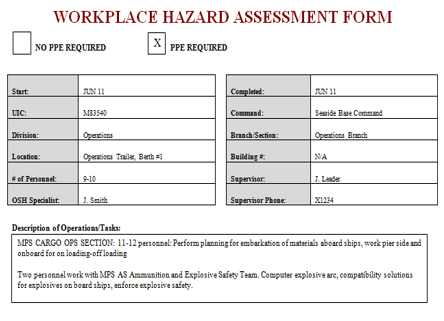 WORKPLACE HAZARD ASSESSMENT FORM
NO PPE REQUIRED X PPE REQUIRED
Start: JUN 11 Completed: JUN 11
UIC: M83540 Command: Seaside Base Command
Division: Operations Branch/Section: Operations Branch
Location: Operations Trailer, Berth #1 Building #: N/A
# of Personnel: 9-10 Supervisor: J. Leader
OSH Specialist: J. Smith Supervisor Phone: X1234
Description of Operations/Tasks:
MPS CARGO OPS SECTION: 11-12 personnel: Perform planning for embarkation of materials aboard ships, work pier side and
onboard for on loading-off loading
Two personnel work with MPS AS Ammunition and Explosive Safety Team. Computer explosive arc, compatibility solutions
for explosives on board ships, enforce explosive safety.